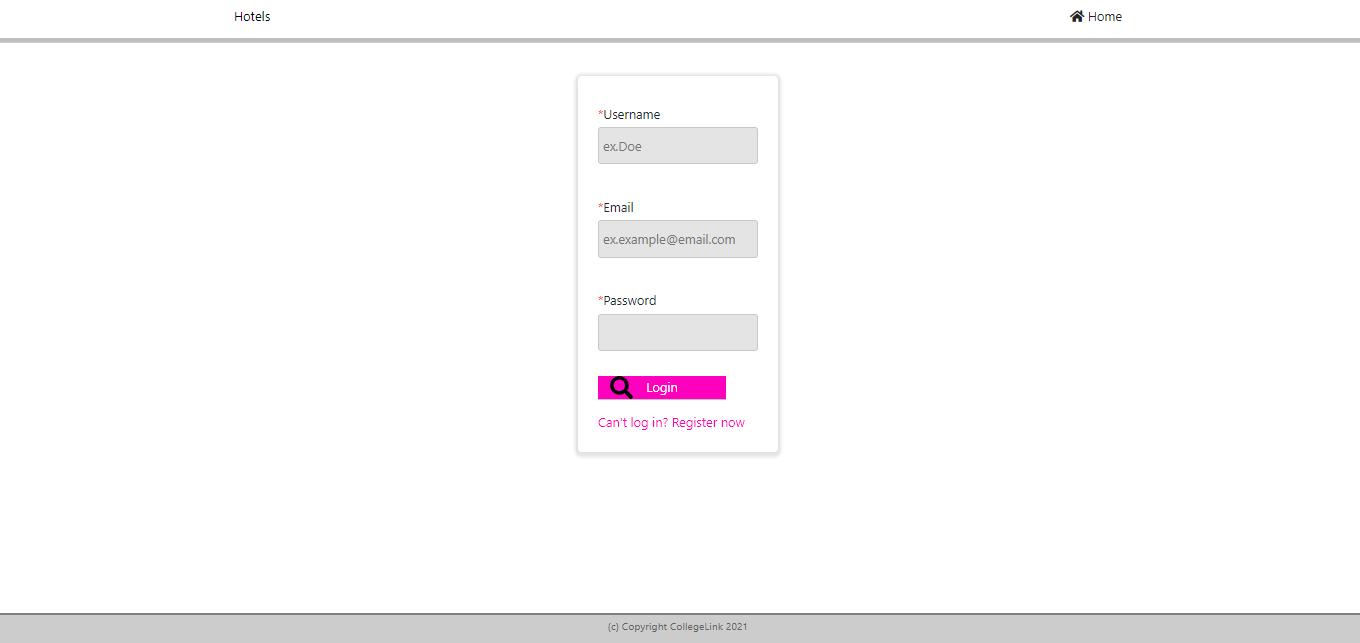 Hotels
Home
*Username
ex.Doe
*Email
ex.example@email.com
*Password
Login
Can't log in? Register now
(c) Copyright CollegeLink 2021